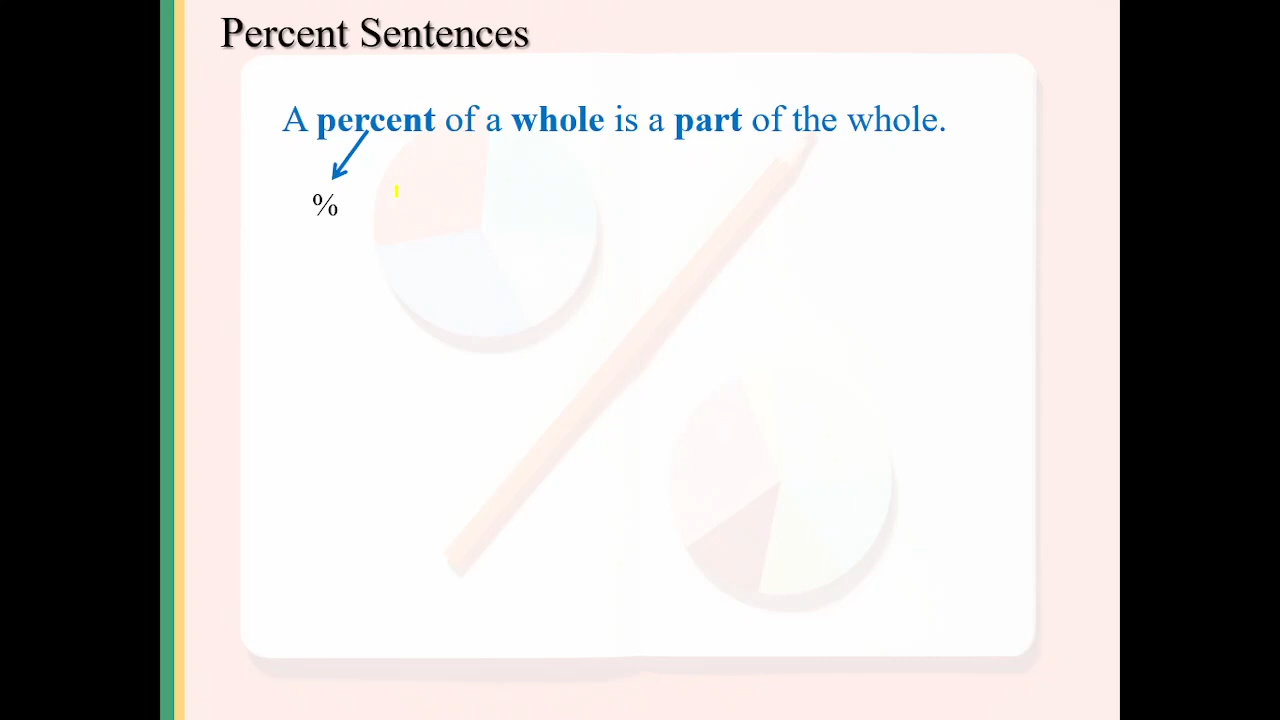 Percent Sentences
A percent of a whole is a part of the whole.
%